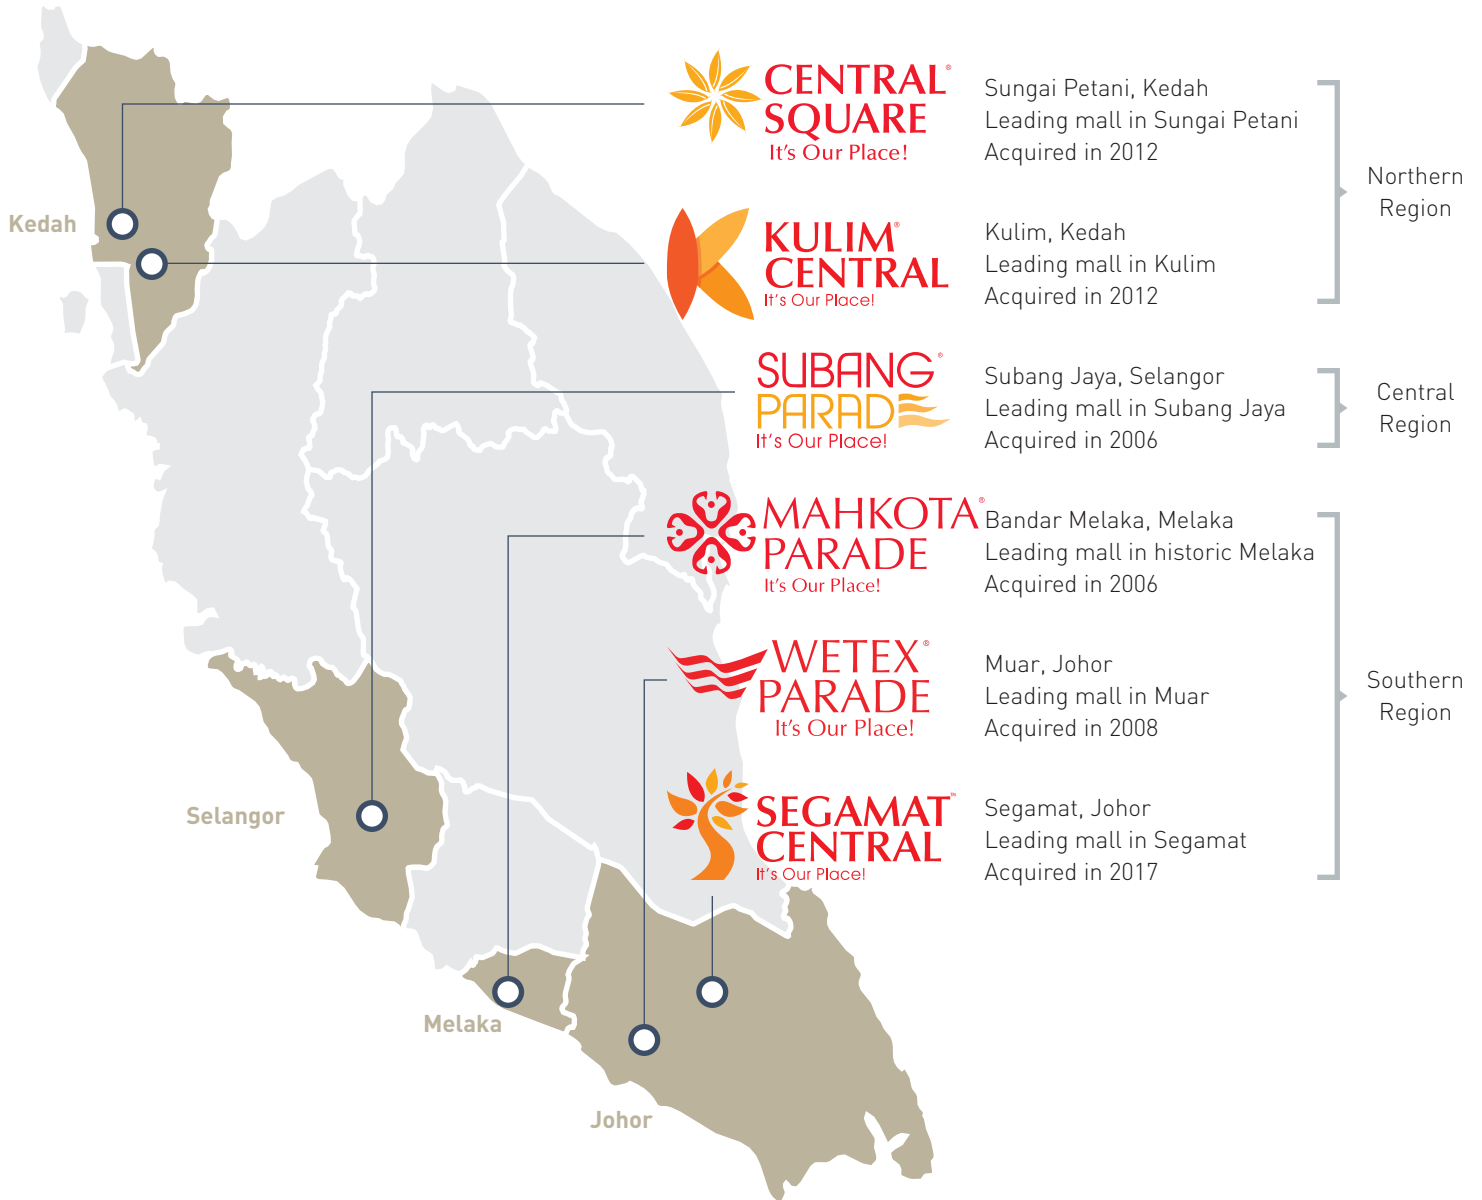 CENTRAL®
SQUARE
It's Our Place!
Sungai Petani, Kedah
Leading mall in Sungai Petani
Acquired in 2012
Northern
Region
Kedah
KULIM®
CENTRAL
It's Our Place!
Kulim, Kedah
Leading mall in Kulim
Acquired in 2012
SUBANG®
PARADE
It's Our Place!
Subang Jaya, Selangor
Leading mall in Subang Jaya
Acquired in 2006
Central
Region
MAHKOTA®
PARADE
It's Our Place!
Bandar Melaka, Melaka
Leading mall in historic Melaka
Acquired in 2006
WETEX®
PARADE
It's Our Place!
Muar, Johor
Leading mall in Muar
Acquired in 2008
Southern
Region
Selangor
SEGAMAT™
CENTRAL
It's Our Place!
Segamat, Johor
Leading mall in Segamat
Acquired in 2017
Melaka
Johor